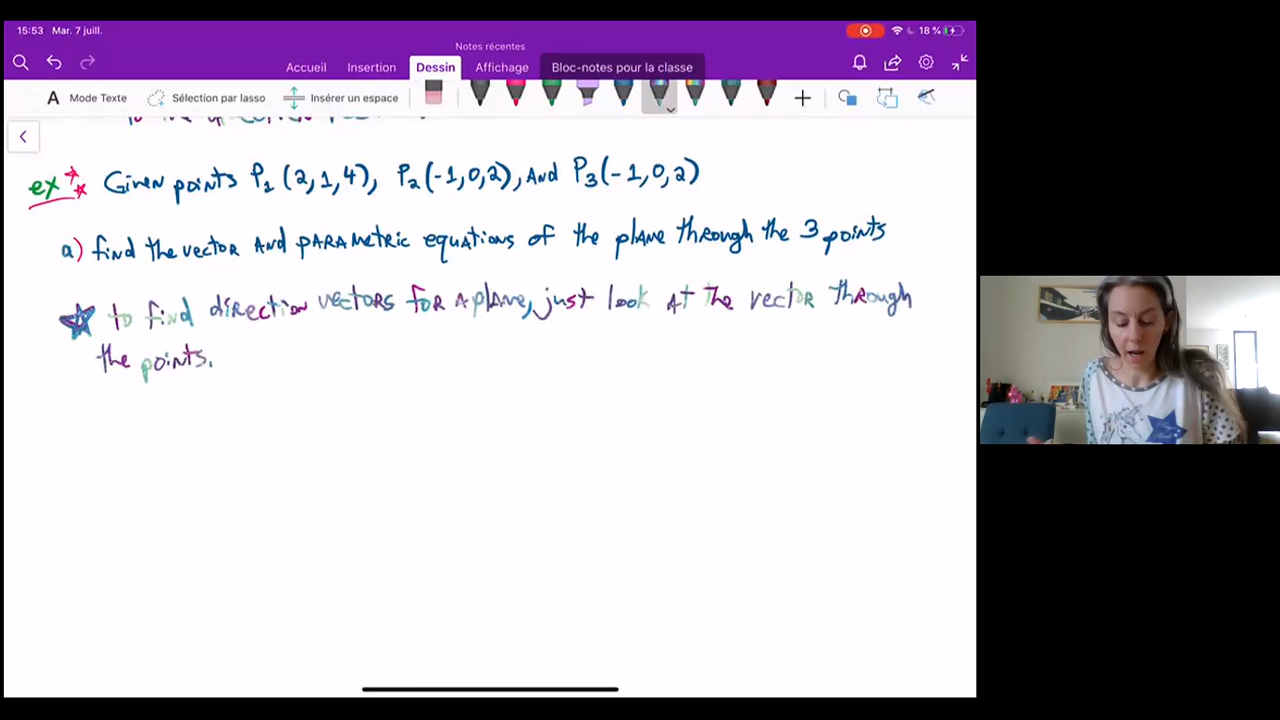 15:53 Mar. 7 juill.
18 %
Notes récentes
Accueil Insertion Dessin Affichage Bloc-notes pour la classe
A Mode Texte Sélection par lasso Insérer un espace
ex Given points P1 (2,1,4), P2(-1,0,2), And P3(-1,0,2)
a) find the vector And PARAMetric equations of the plane through the 3 points
to find direction vectors for A plane, just look At The vector Through
the points.